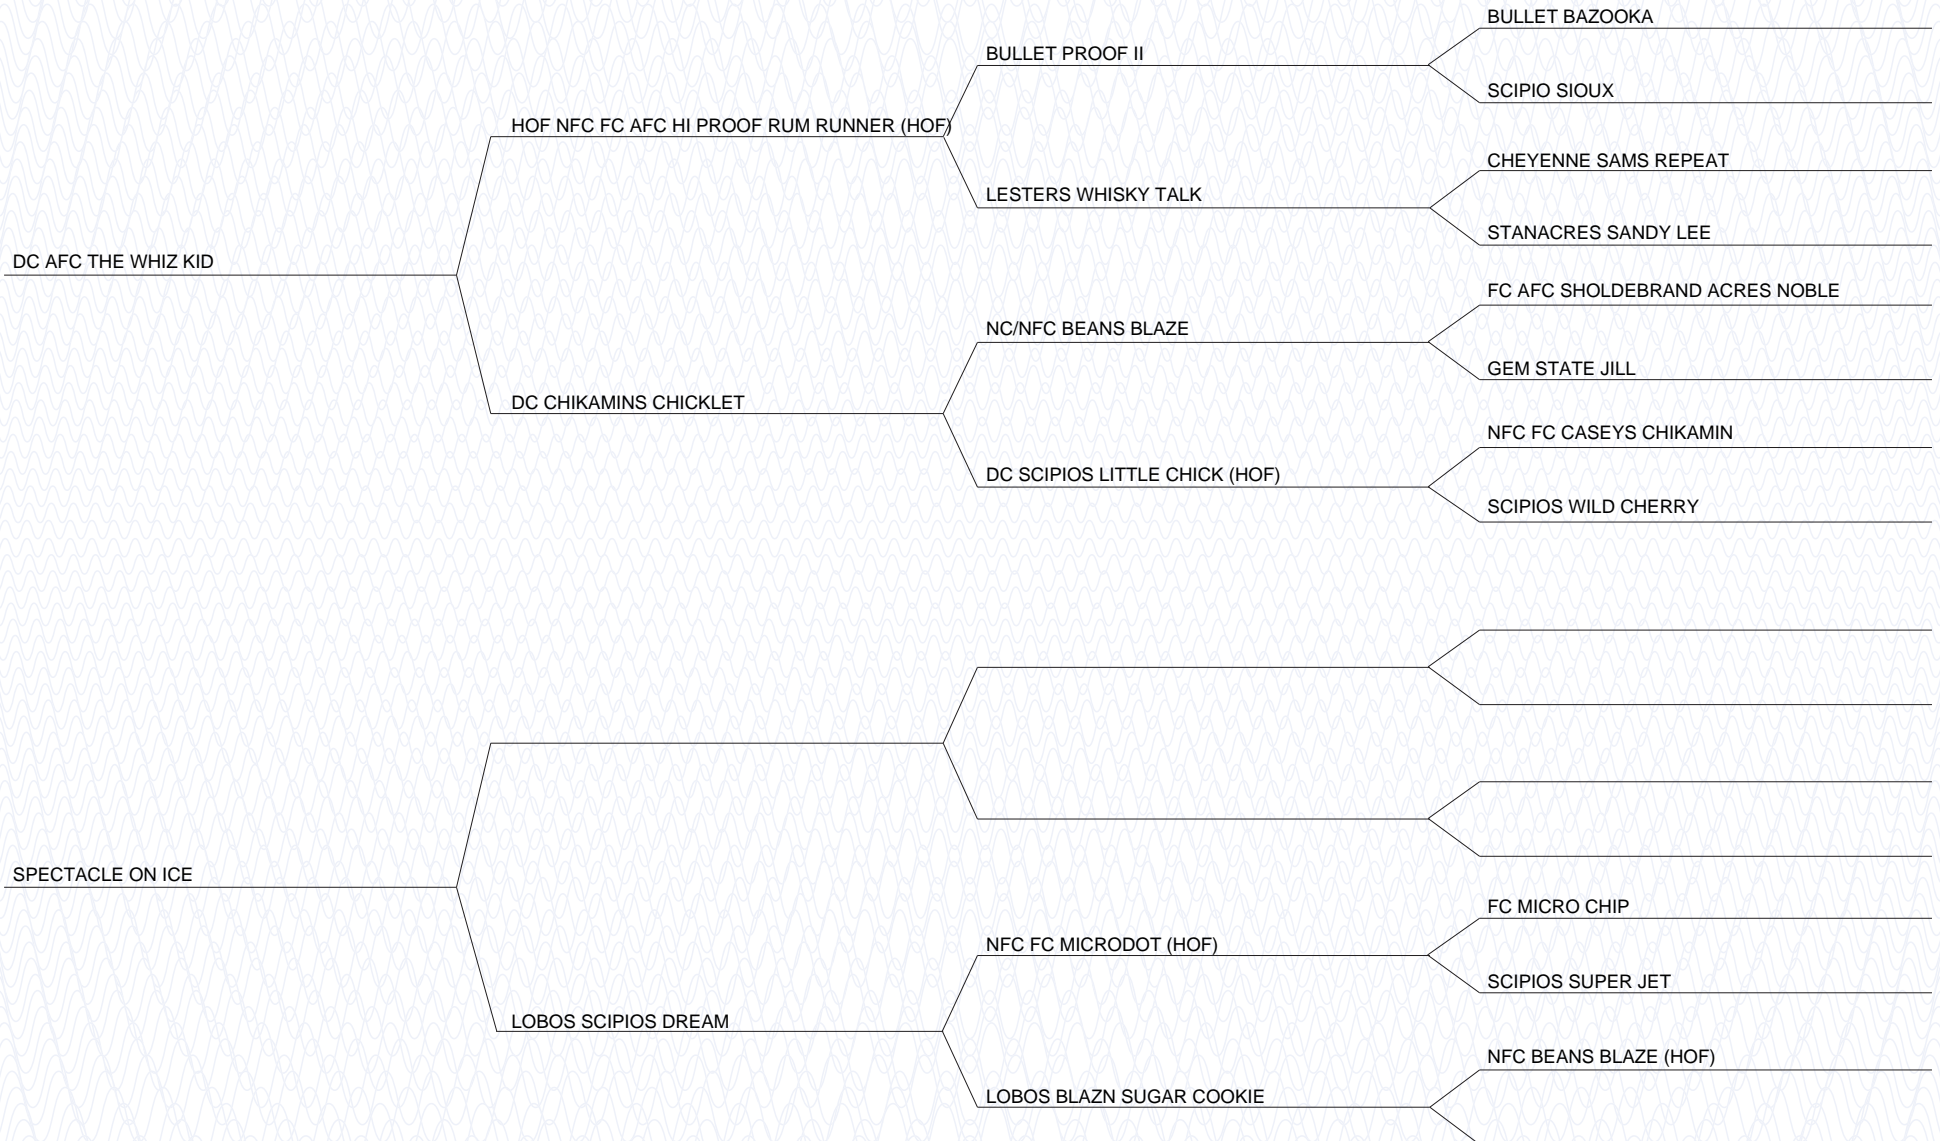 BULLET BAZOOKA
BULLET PROOF II
SCIPIO SIOUX
HOF NFC FC AFC HI PROOF RUM RUNNER (HOF)
CHEYENNE SAMS REPEAT
LESTERS WHISKY TALK
STANACRES SANDY LEE
DC AFC THE WHIZ KID
FC AFC SHOLDEBRAND ACRES NOBLE
NC/NFC BEANS BLAZE
GEM STATE JILL
DC CHIKAMINS CHICKLET
NFC FC CASEYS CHIKAMIN
DC SCIPIOS LITTLE CHICK (HOF)
SCIPIOS WILD CHERRY
SPECTACLE ON ICE
FC MICRO CHIP
NFC FC MICRODOT (HOF)
SCIPIOS SUPER JET
LOBOS SCIPIOS DREAM
NFC BEANS BLAZE (HOF)
LOBOS BLAZN SUGAR COOKIE